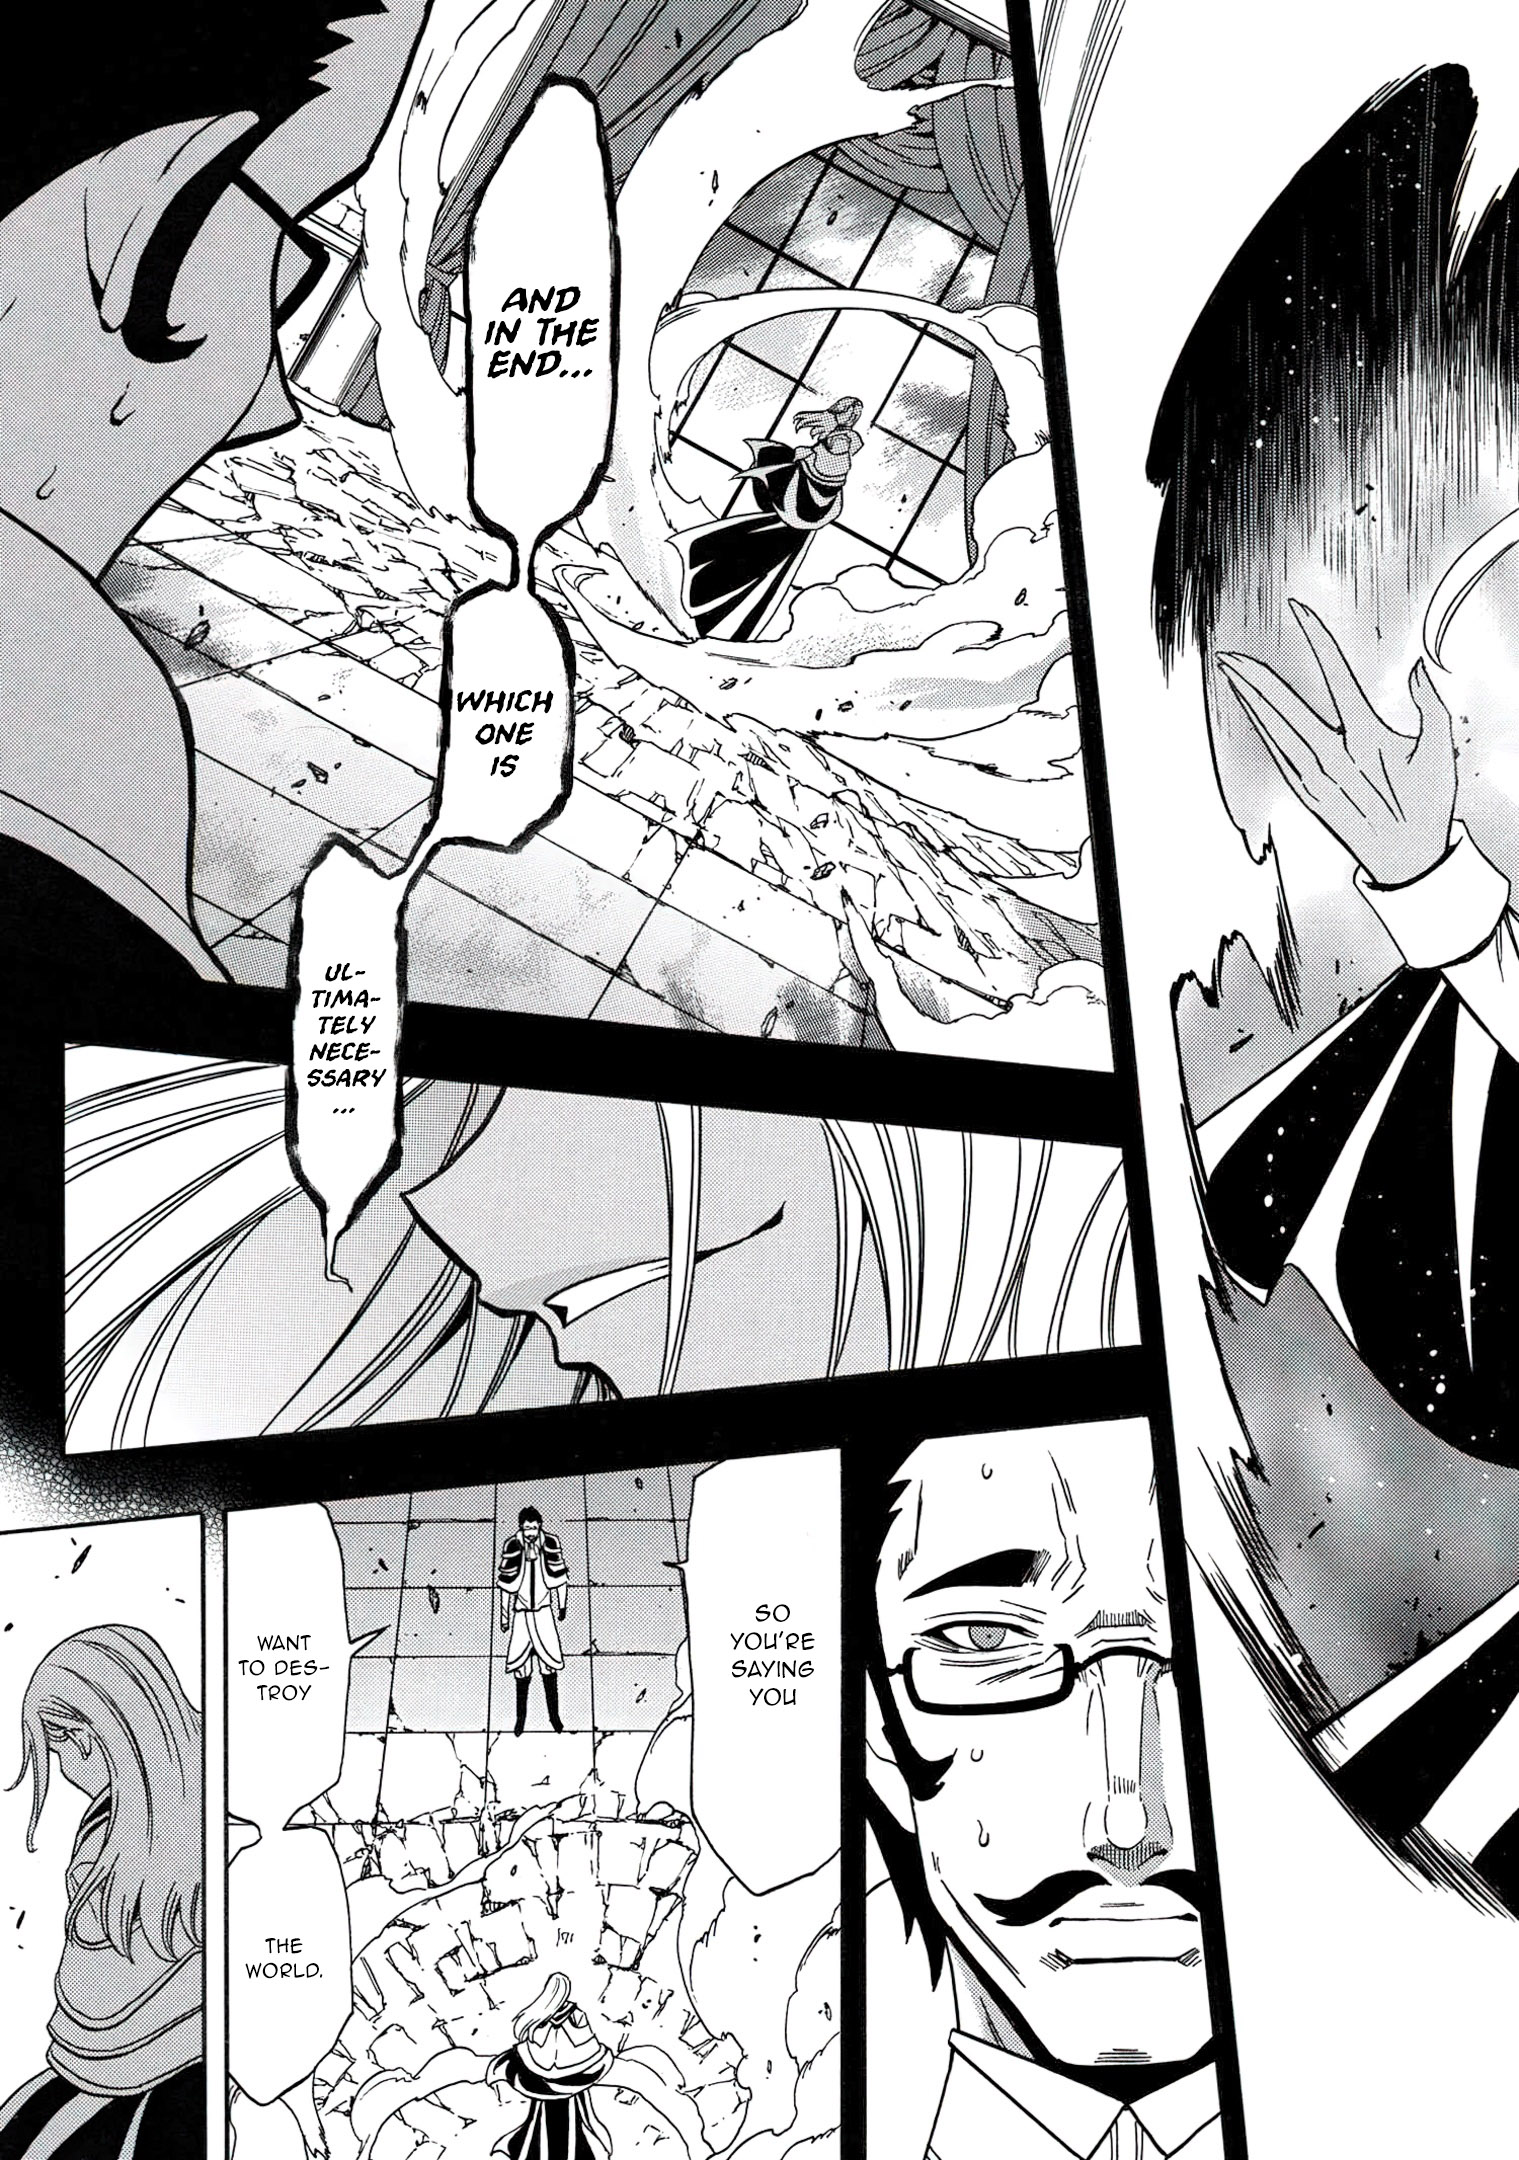 AND
IN THE
END...
WHICH
ONE
IS
UL-
TIMA-
TELY
NECE-
SSARY
...
SO
YOU'RE
SAYING
YOU
WANT
TO DES-
TROY
THE
WORLD.